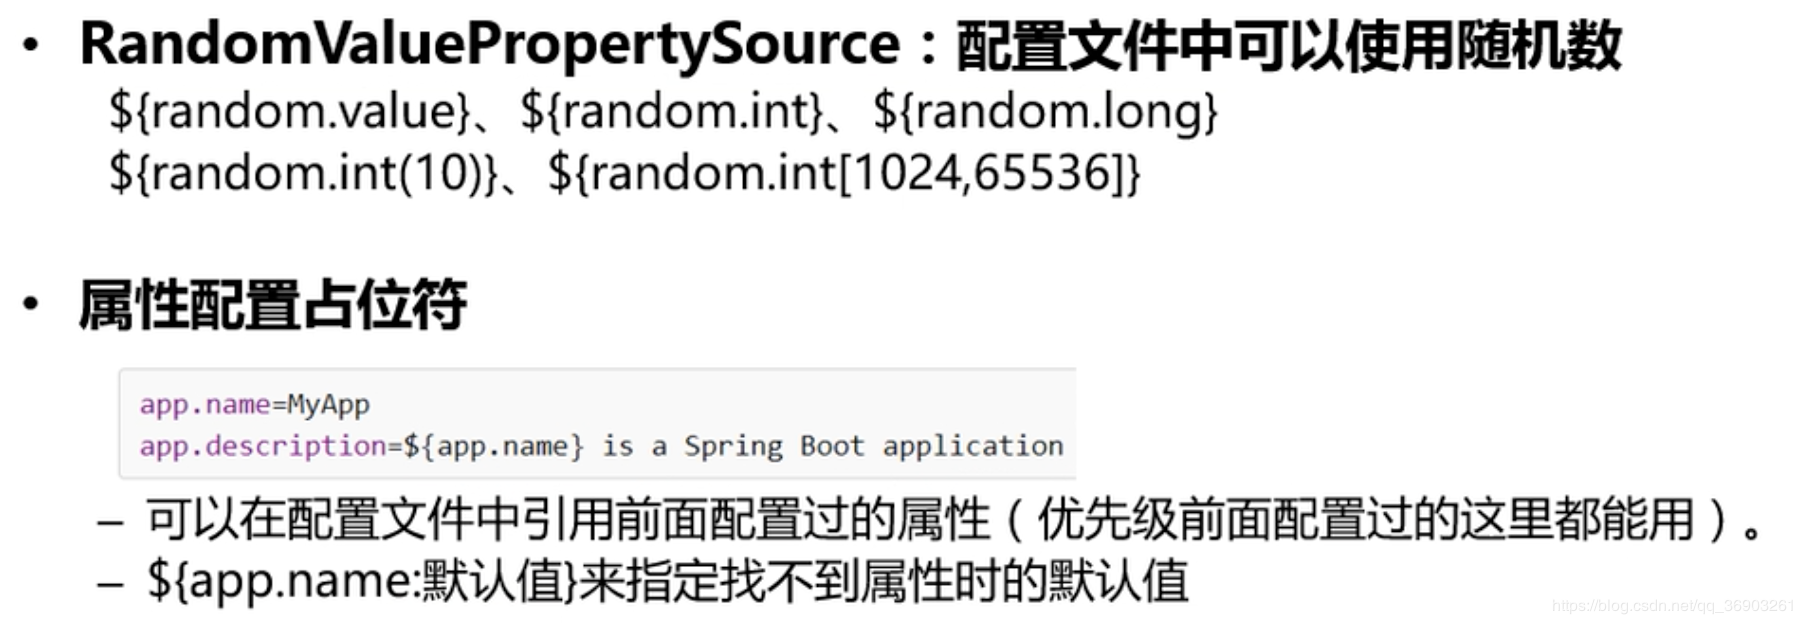 • RandomValuePropertySource：配置文件中可以使用随机数
${random.value}、${random.int}、${random.long}
${random.int(10)}、${random.int[1024,65536]}
• 属性配置占位符
app.name=MyApp
app.description=${app.name} is a Spring Boot application
– 可以在配置文件中引用前面配置过的属性（优先级前面配置过的这里都能用）。
– ${app.name:默认值}来指定找不到属性时的默认值
https://blog.csdn.net/qq_36903261